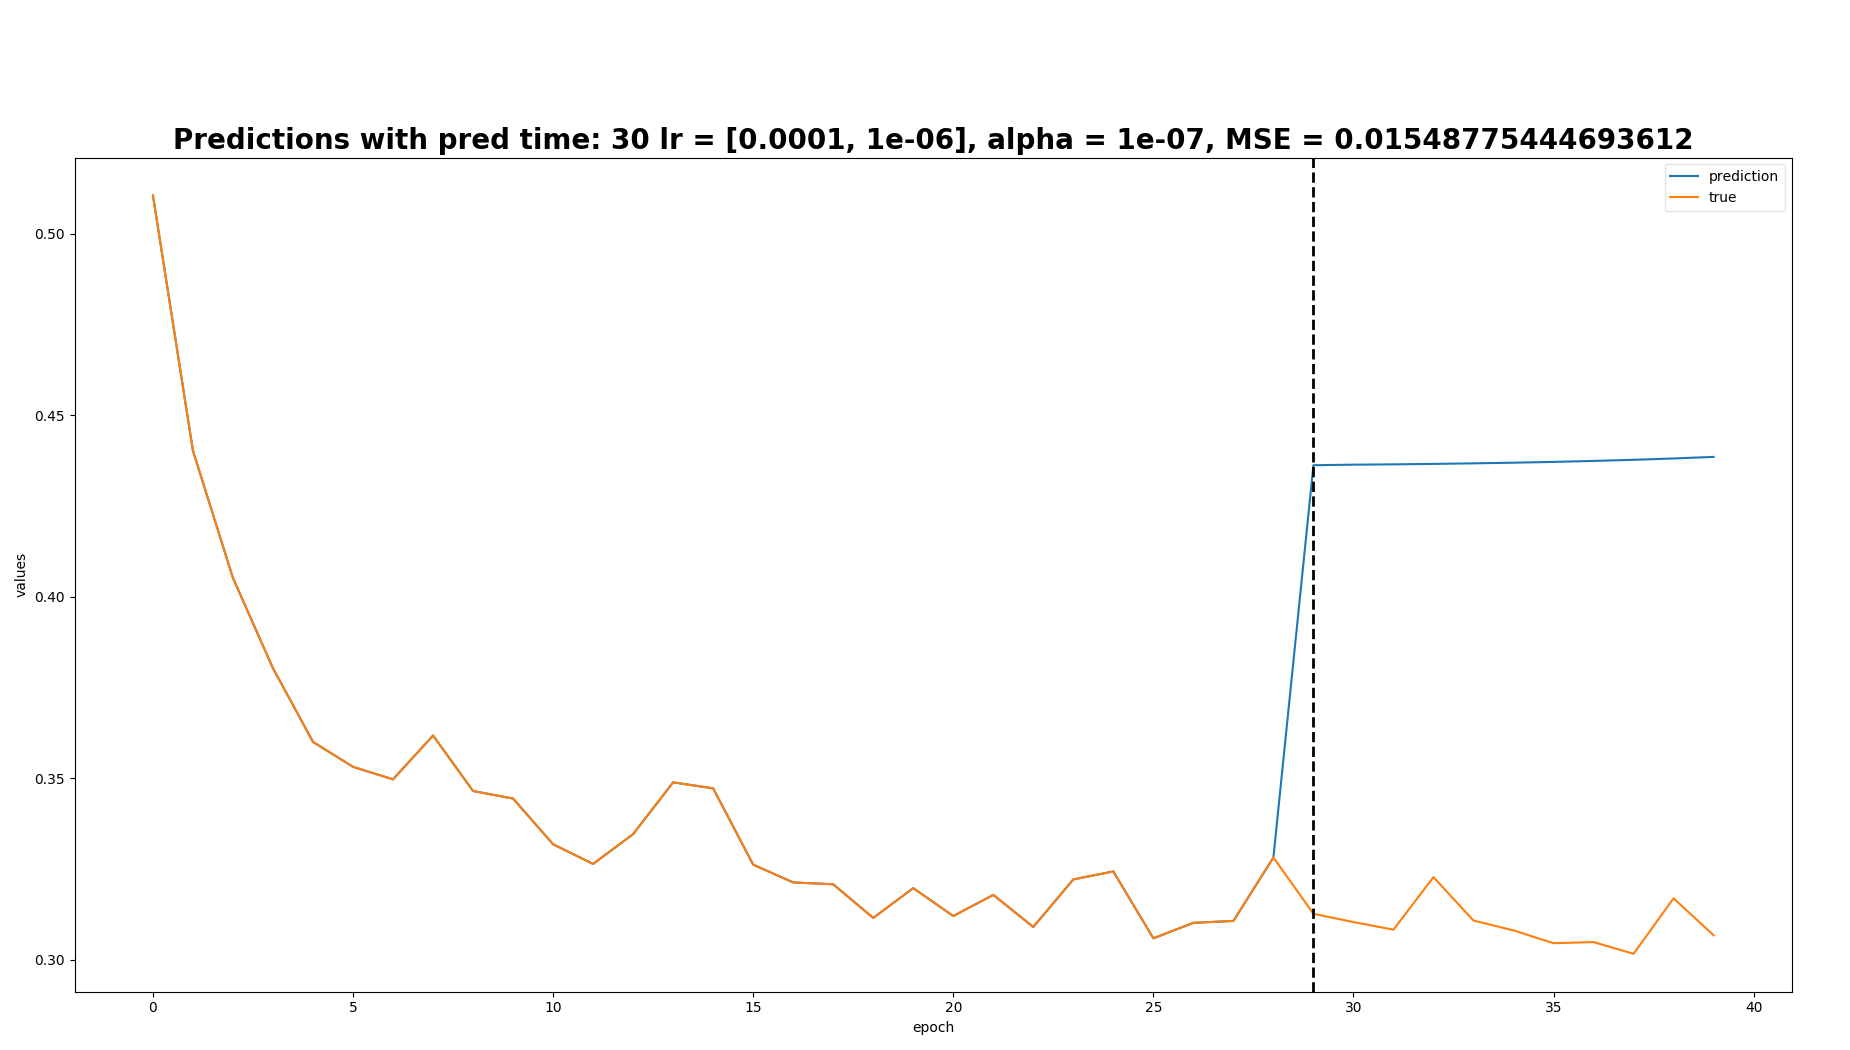 Predictions with pred time: 30 lr = [0.0001, 1e-06], alpha = 1e-07, MSE = 0.01548775444693612
prediction
true
0.50
0.45
0.40
0.35
0.30
values
0 5 10 15 20 25 30 35 40
epoch